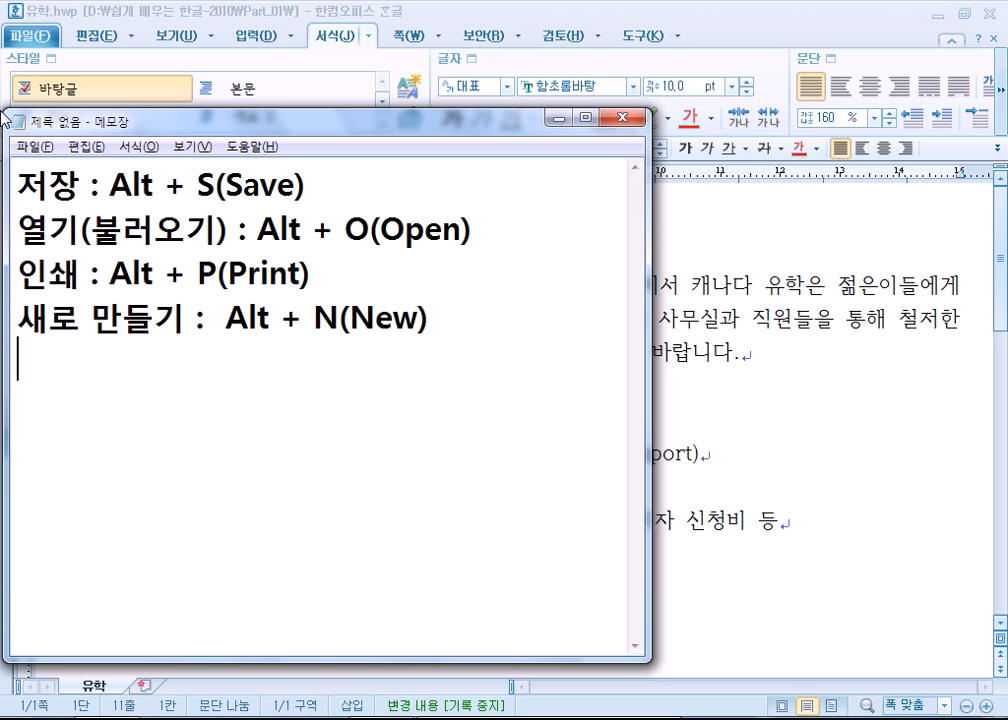 유학.hwp [D:₩쉽게 배우는 한글-2010₩Part_01₩] - 한컴오피스 흔글
파일(F) 편집(E) 보기(U) 입력(D) 서식(J) 쪽(W) 보안(R) 검토(H) 도구(K)
스타일 글자 문단
바탕글 본문 대표 함초롬바탕 10,0 pt
160 %
제목 없음 - 메모장
파일(F) 편집(E) 서식(O) 보기(V) 도움말(H)
저장 : Alt + S(Save)
열기(불러오기) : Alt + O(Open)
인쇄 : Alt + P(Print)
새로 만들기 : Alt + N(New)
10 11 12 13 14
서 캐나다 유학은 젊은이들에게
사무실과 직원들을 통해 철저한
바랍니다.
port)
자 신청비 등
유학
1/1쪽 1단 11줄 1칸 문단 나눔 1/1 구역 삽입 변경 내용 [기록 중지] 폭 맞춤